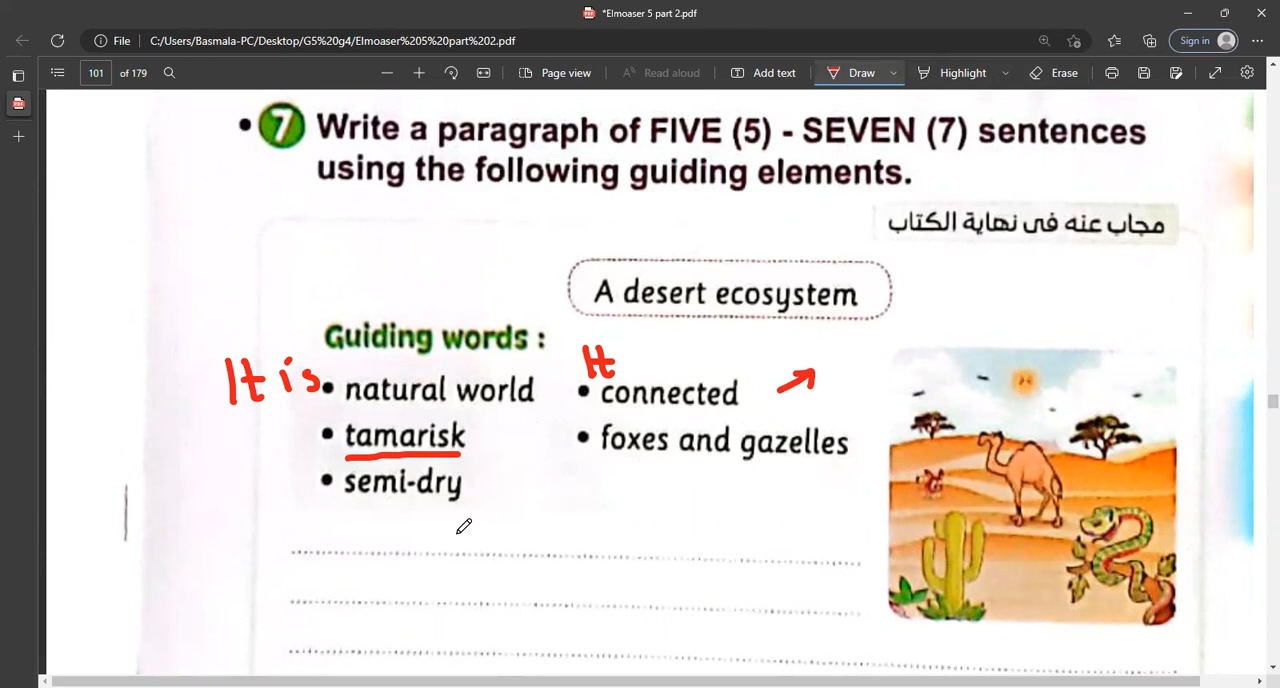 *Elmoaser 5 part 2.pdf
File C:/Users/Basmala-PC/Desktop/G5%20g4/Elmoaser%205%20part%202.pdf
Sign in
101 of 179
Page view
Read aloud
Add text
Draw
Highlight
Erase
7 Write a paragraph of FIVE (5) - SEVEN (7) sentences
using the following guiding elements.
مجاب عنه فى نهاية الكتاب
A desert ecosystem
Guiding words :
It is • natural world
It • connected
• tamarisk
• foxes and gazelles
• semi-dry